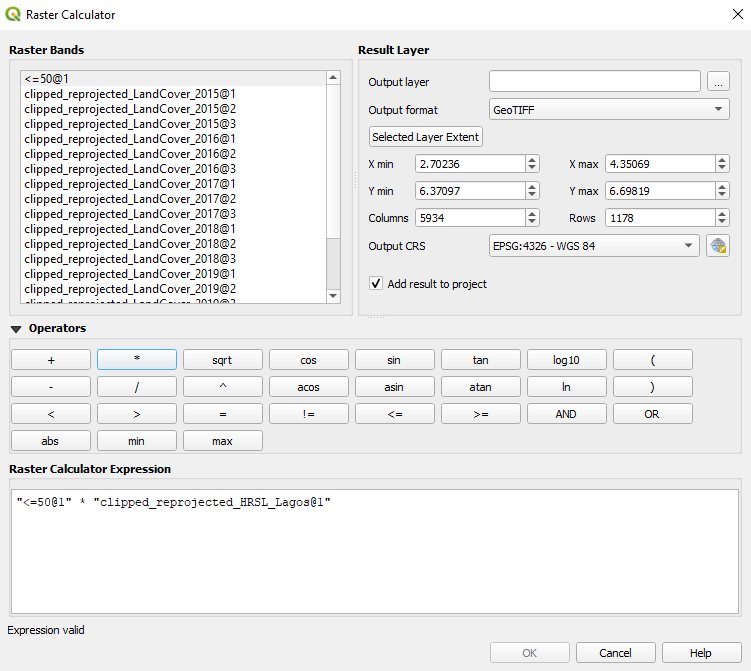 Raster Calculator
Raster Bands
<=50@1
clipped_reprojected_LandCover_2015@1
clipped_reprojected_LandCover_2015@2
clipped_reprojected_LandCover_2015@3
clipped_reprojected_LandCover_2016@1
clipped_reprojected_LandCover_2016@2
clipped_reprojected_LandCover_2016@3
clipped_reprojected_LandCover_2017@1
clipped_reprojected_LandCover_2017@2
clipped_reprojected_LandCover_2017@3
clipped_reprojected_LandCover_2018@1
clipped_reprojected_LandCover_2018@2
clipped_reprojected_LandCover_2018@3
clipped_reprojected_LandCover_2019@1
clipped_reprojected_LandCover_2019@2
Result Layer
Output layer ...
Output format GeoTIFF
Selected Layer Extent
X min 2.70236 X max 4.35069
Y min 6.37097 Y max 6.69819
Columns 5934 Rows 1178
Output CRS EPSG:4326 - WGS 84
Add result to project
Operators
+ * sqrt cos sin tan log10 (
- / ^ acos asin atan ln )
< > = != <= >= AND OR
abs min max
Raster Calculator Expression
"<=50@1" * "clipped_reprojected_HRSL_Lagos@1"
Expression valid
OK Cancel Help